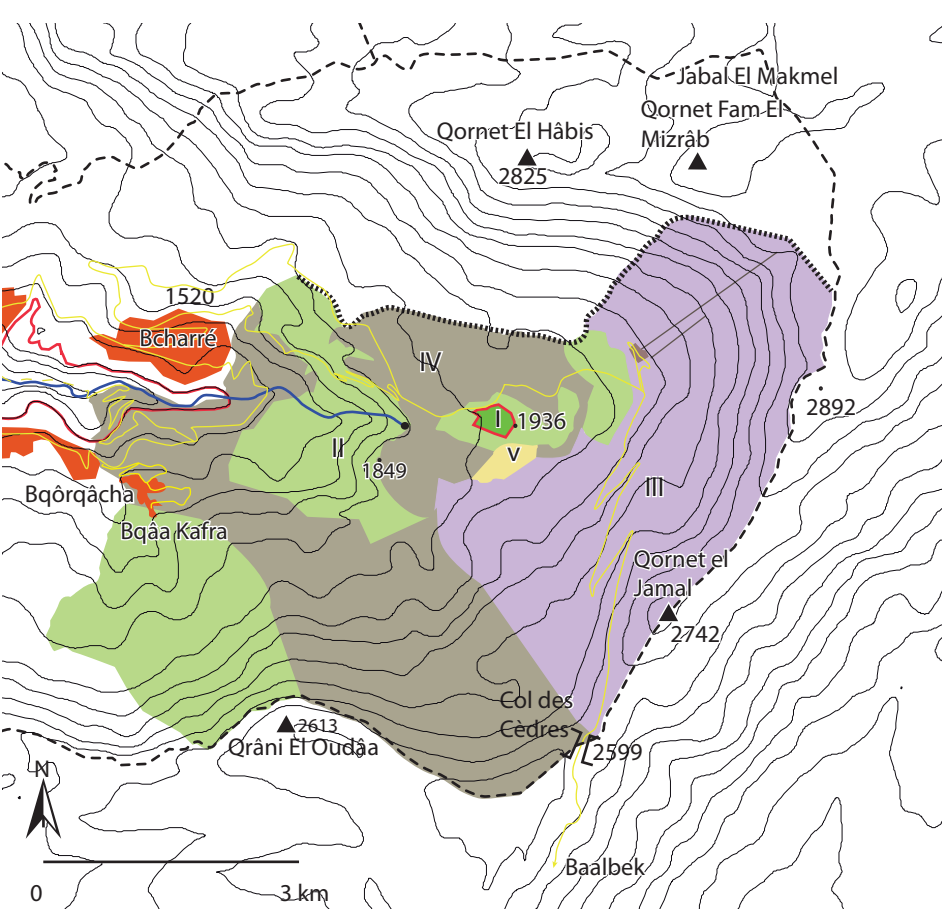 Jabal El Makmel
Qornet Fam El
Mizrâb
Qornet El Hâbis
2825
1520
Bcharré
IV
I
1936
2892
II
V
1849
III
Bqôrqâcha
Bqâa Kafra
Qornet el
Jamal
2742
Col des
Cèdres
2613
Qrâni El Oudâa
2599
N
Baalbek
0
3 km